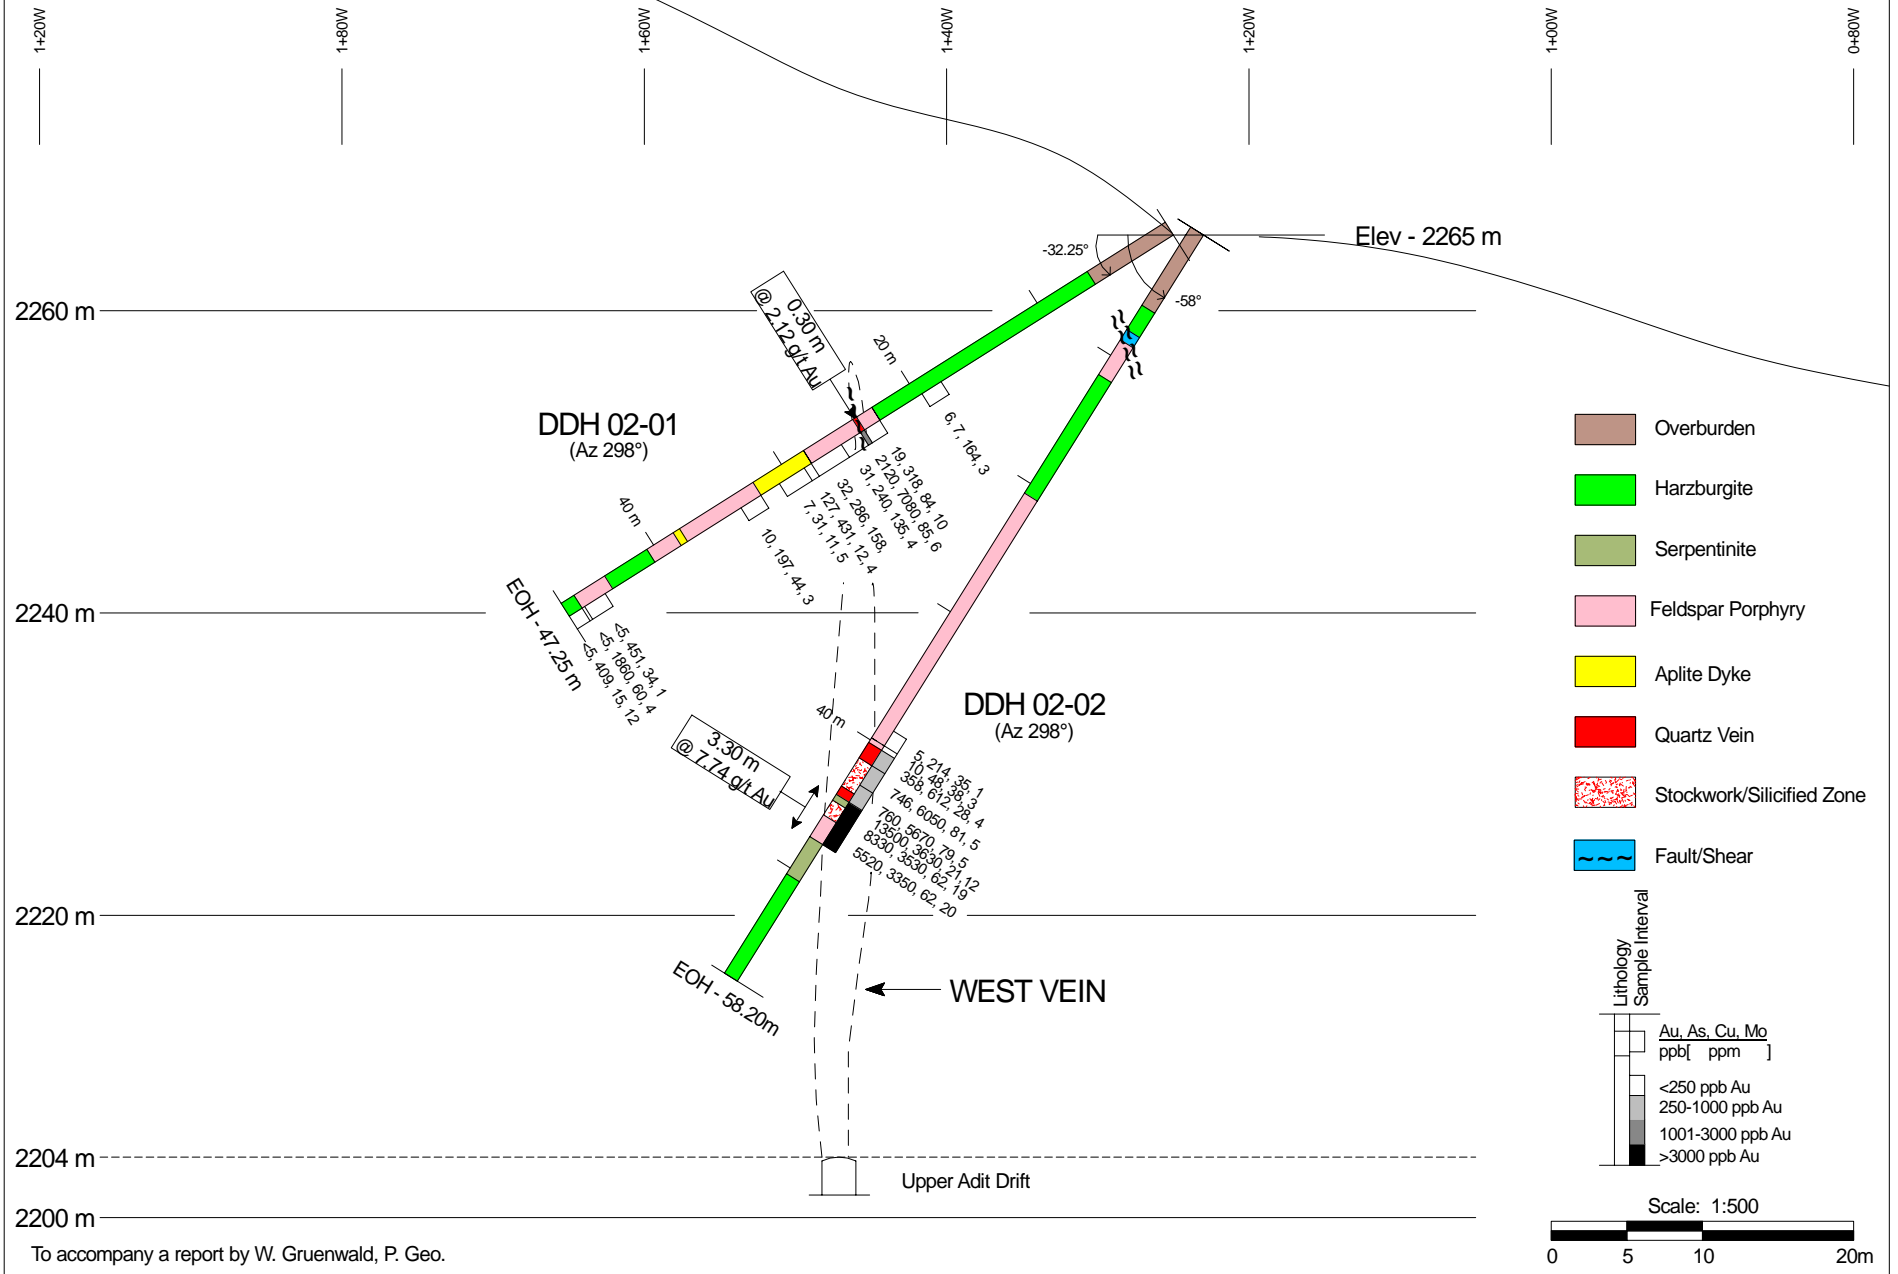 1+20W
1+80W
1+60W
1+40W
1+20W
1+00W
0+80W
Elev - 2265 m
-32.25°
-58°
2260 m
0.30 m
@ 2.12 g/t Au
20 m
DDH 02-01
(Az 298°)
6, 7, 164, 3
19, 318, 84, 10
2120, 7080, 85, 6
31, 240, 135, 4
32, 286, 158,
127, 431, 12, 4
7, 31, 11, 5
10, 197, 44, 3
40 m
EOH - 47.25 m
<5, 451, 34, 1
<5, 1860, 60, 4
<5, 409, 15, 12
2240 m
DDH 02-02
(Az 298°)
40 m
3.30 m
@ 7.74 g/t Au
5, 214, 35, 1
10, 48, 38, 3
358, 612, 28, 4
746, 6050, 81, 5
760, 5670, 79, 5
13500, 3630, 21, 12
8330, 3530, 62, 19
5520, 3350, 62, 20
2220 m
EOH - 58.20m
WEST VEIN
2204 m
Upper Adit Drift
2200 m
To accompany a report by W. Gruenwald, P. Geo.
Overburden
Harzburgite
Serpentinite
Feldspar Porphyry
Aplite Dyke
Quartz Vein
Stockwork/Silicified Zone
Fault/Shear
Lithology
Sample Interval
Au, As, Cu, Mo
ppb[ ppm ]
<250 ppb Au
250-1000 ppb Au
1001-3000 ppb Au
>3000 ppb Au
Scale: 1:500
0 5 10 20m